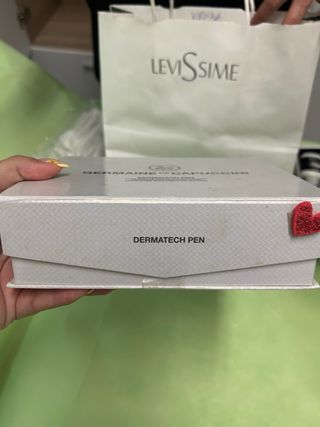 LEVISSIME
GERMAINE DE CAPUCCINI
DERMATECH PEN